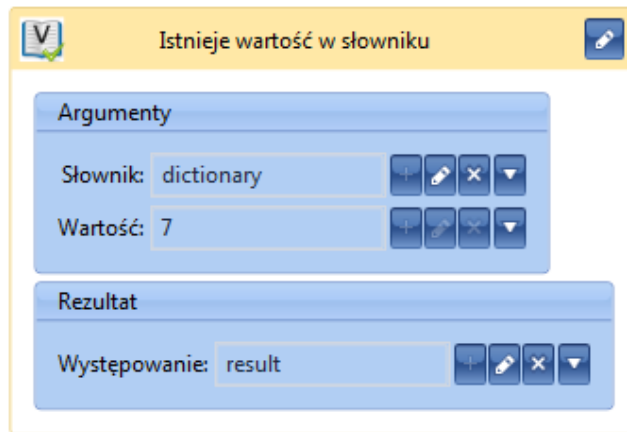 V
Istnieje wartość w słowniku
Argumenty
Słownik: dictionary
Wartość: 7
Rezultat
Występowanie: result